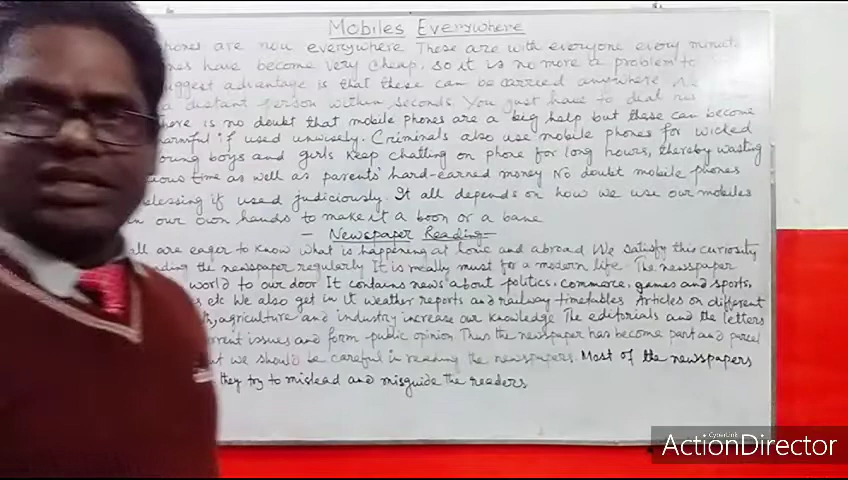 Mobiles Everywhere
phones are now everywhere These are with everyone every minute
have become very cheap, so it is no more a problem to
advantage is that these can be carried anywhere
a distant person within seconds You just have to dial
there is no doubt that mobile phones are a big help but these can become
harmful if used unwisely. Criminals also use mobile phones for wicked
young boys and girls keep chatting on phone for long hours, thereby wasting
time as well as parents' hard-earned money No doubt mobile phones
blessing if used judiciously. It all depends on how we use our mobiles
in our own hands to make it a boon or a bane
- Newspaper Reading -
all are eager to know what is happening at home and abroad We satisfy this curiosity
the newspaper regularly It is really must for a modern life. The newspaper
world to our door It contains news about politics, commerce, games and sports,
etc We also get in it weather reports and railway timetables Articles on different
agriculture and industry increase our knowledge The editorials and the letters
issues and form public opinion Thus the newspaper has become part and parcel
we should be careful in reading the newspapers. Most of the newspapers
they try to mislead and misguide the readers.
CyberLink
ActionDirector